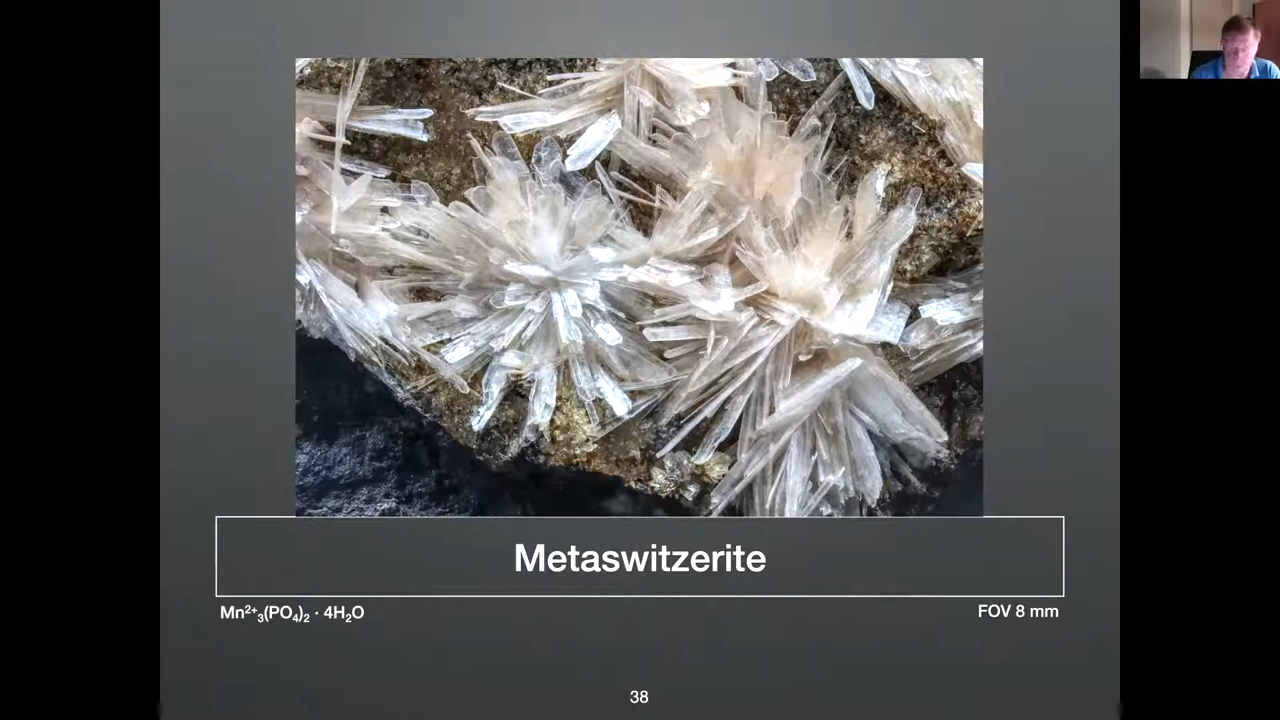 Metaswitzerite
Mn²⁺₃(PO₄)₂ · 4H₂O
FOV 8 mm
38